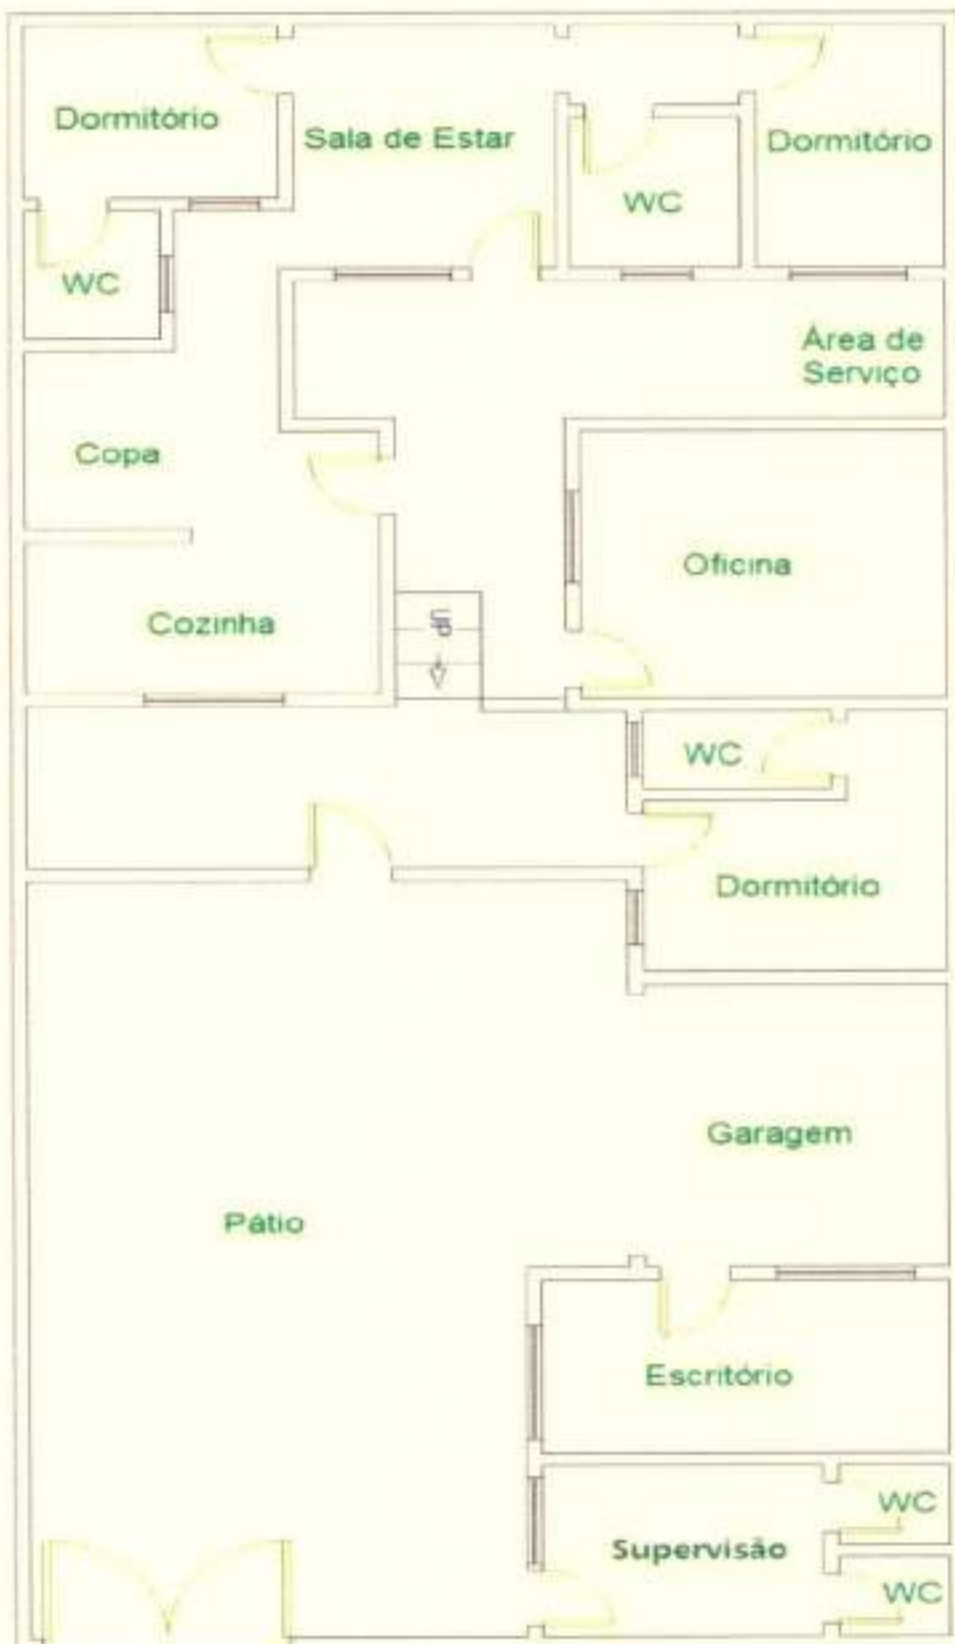 Dormitório
Sala de Estar
Dormitório
WC
WC
Área de
Serviço
Copa
Oficina
Cozinha
UP
WC
Dormitório
Garagem
Pátio
Escritório
WC
Supervisão
WC